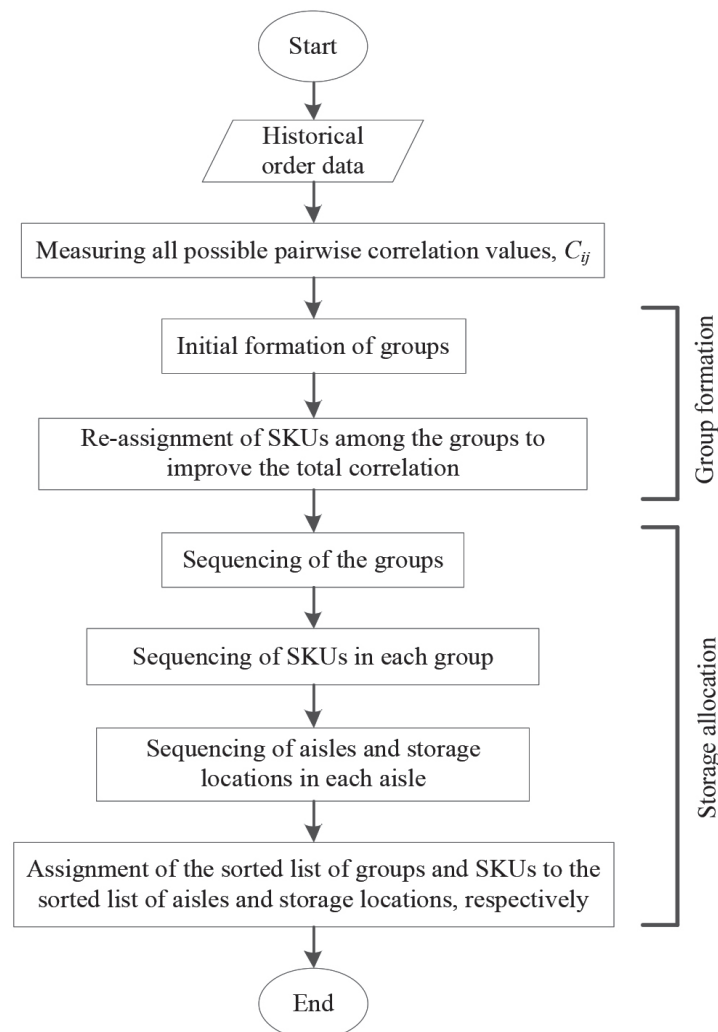 Start
Historical
order data
Measuring all possible pairwise correlation values, C_{ij}
Initial formation of groups
Re-assignment of SKUs among the groups to
improve the total correlation
Group formation
Sequencing of the groups
Sequencing of SKUs in each group
Sequencing of aisles and storage
locations in each aisle
Assignment of the sorted list of groups and SKUs to the
sorted list of aisles and storage locations, respectively
Storage allocation
End